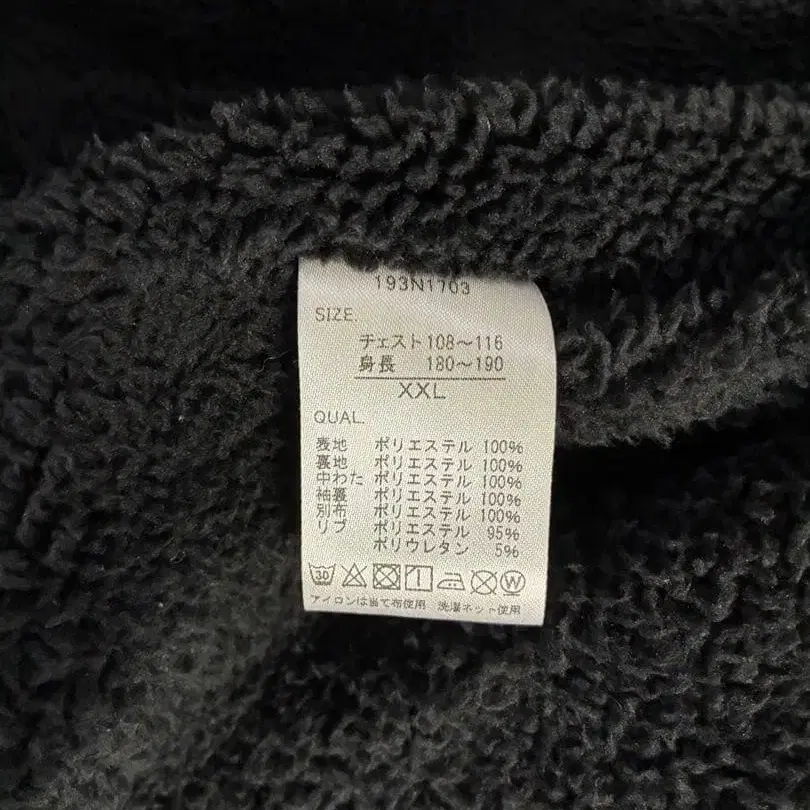 193N1703
SIZE.
チェスト108～116
身長 180～190
XXL
QUAL.
表地 ポリエステル 100%
裏地 ポリエステル 100%
中わた ポリエステル 100%
袖裏 ポリエステル 100%
別布 ポリエステル 100%
リブ ポリエステル 95%
ポリウレタン 5%
30 W
アイロンは当て布使用 洗濯ネット使用